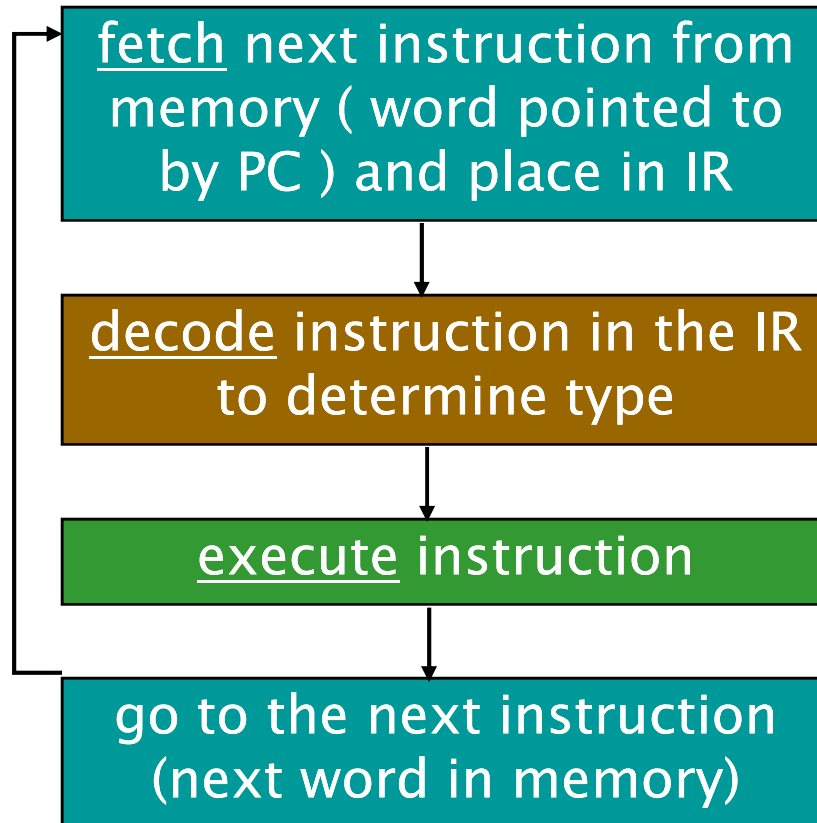 fetch next instruction from
memory ( word pointed to
by PC ) and place in IR
decode instruction in the IR
to determine type
execute instruction
go to the next instruction
(next word in memory)